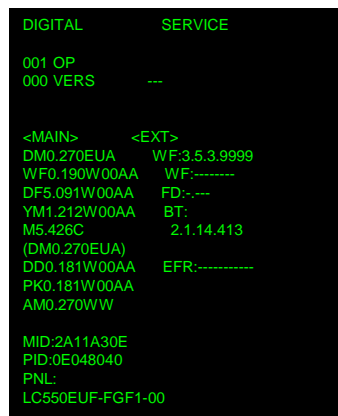 DIGITAL SERVICE
001 OP
000 VERS ---
<MAIN> <EXT>
DM0.270EUA WF:3.5.3.9999
WF0.190W00AA WF:--------
DF5.091W00AA FD:-.---
YM1.212W00AA BT:
M5.426C 2.1.14.413
(DM0.270EUA)
DD0.181W00AA EFR:-----------
PK0.181W00AA
AM0.270WW
MID:2A11A30E
PID:0E048040
PNL:
LC550EUF-FGF1-00